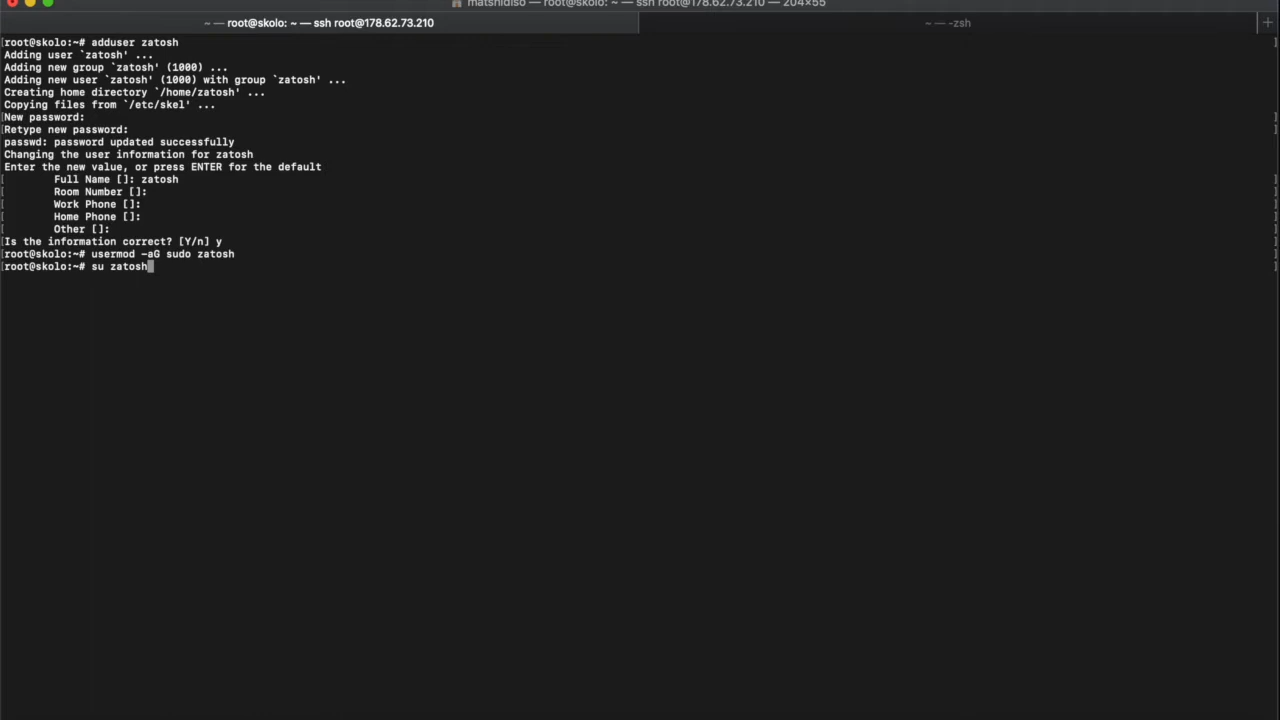 matshidiso — root@skolo: ~ — ssh root@178.62.73.210 — 204×55
~ — root@skolo: ~ — ssh root@178.62.73.210
~ — -zsh
+
[root@skolo:~# adduser zatosh ]
Adding user `zatosh' ...
Adding new group `zatosh' (1000) ...
Adding new user `zatosh' (1000) with group `zatosh' ...
Creating home directory `/home/zatosh' ...
Copying files from `/etc/skel' ...
[New password: ]
[Retype new password: ]
passwd: password updated successfully
Changing the user information for zatosh
Enter the new value, or press ENTER for the default
[ Full Name []: zatosh ]
[ Room Number []: ]
[ Work Phone []: ]
[ Home Phone []: ]
[ Other []: ]
[Is the information correct? [Y/n] y ]
[root@skolo:~# usermod -aG sudo zatosh ]
[root@skolo:~# su zatosh ]